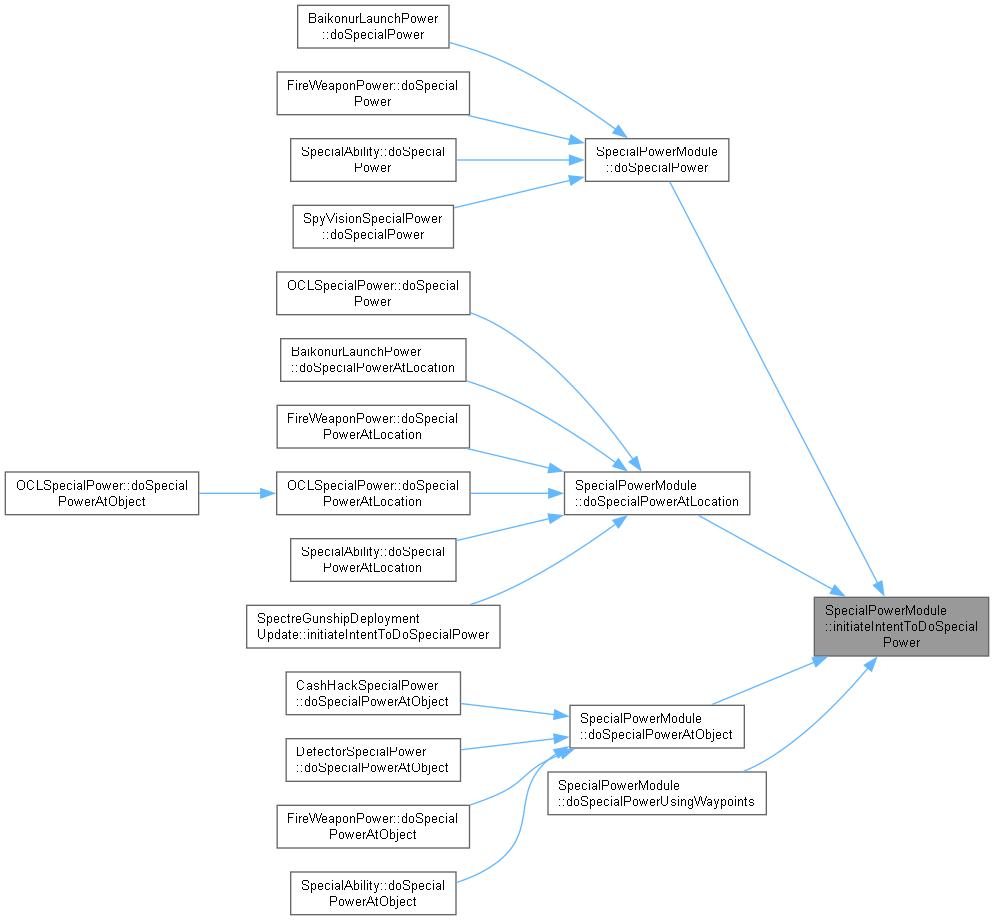 BaikonurLaunchPower
::doSpecialPower
FireWeaponPower::doSpecial
Power
SpecialAbility::doSpecial
Power
SpyVisionSpecialPower
::doSpecialPower
SpecialPowerModule
::doSpecialPower
OCLSpecialPower::doSpecial
Power
BaikonurLaunchPower
::doSpecialPowerAtLocation
FireWeaponPower::doSpecial
PowerAtLocation
OCLSpecialPower::doSpecial
PowerAtObject
OCLSpecialPower::doSpecial
PowerAtLocation
SpecialPowerModule
::doSpecialPowerAtLocation
SpecialAbility::doSpecial
PowerAtLocation
SpectreGunshipDeployment
Update::initiateIntentToDoSpecialPower
SpecialPowerModule
::initiateIntentToDoSpecial
Power
CashHackSpecialPower
::doSpecialPowerAtObject
SpecialPowerModule
::doSpecialPowerAtObject
DefectorSpecialPower
::doSpecialPowerAtObject
SpecialPowerModule
::doSpecialPowerUsingWaypoints
FireWeaponPower::doSpecial
PowerAtObject
SpecialAbility::doSpecial
PowerAtObject